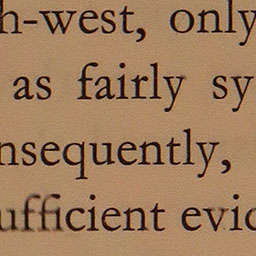 h-west, only
as fairly sy
nsequently,
ufficient evid